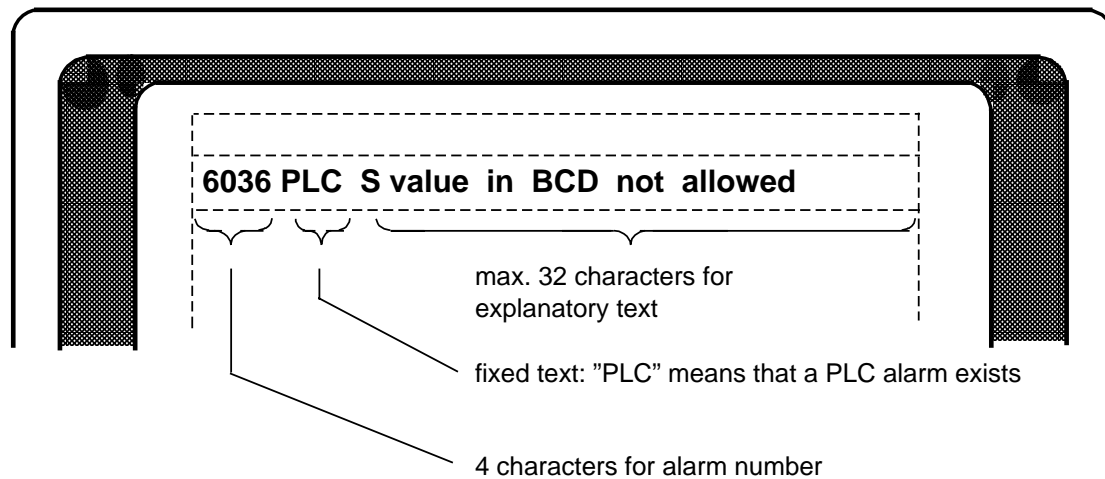 6036 PLC S value in BCD not allowed
max. 32 characters for
explanatory text
fixed text: ”PLC” means that a PLC alarm exists
4 characters for alarm number